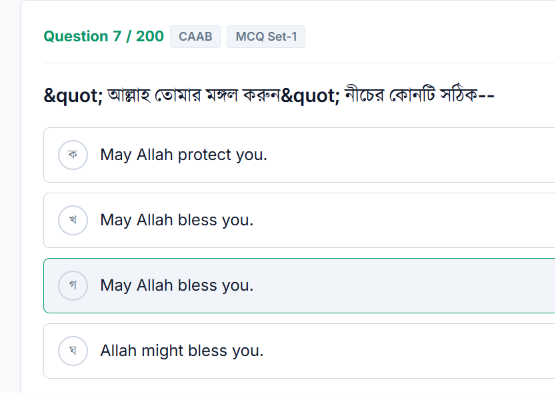 Question 7 / 200 CAAB MCQ Set-1
&quot; আল্লাহ তোমার মঙ্গল করুন&quot; নীচের কোনটি সঠিক--
ক May Allah protect you.
খ May Allah bless you.
গ May Allah bless you.
ঘ Allah might bless you.